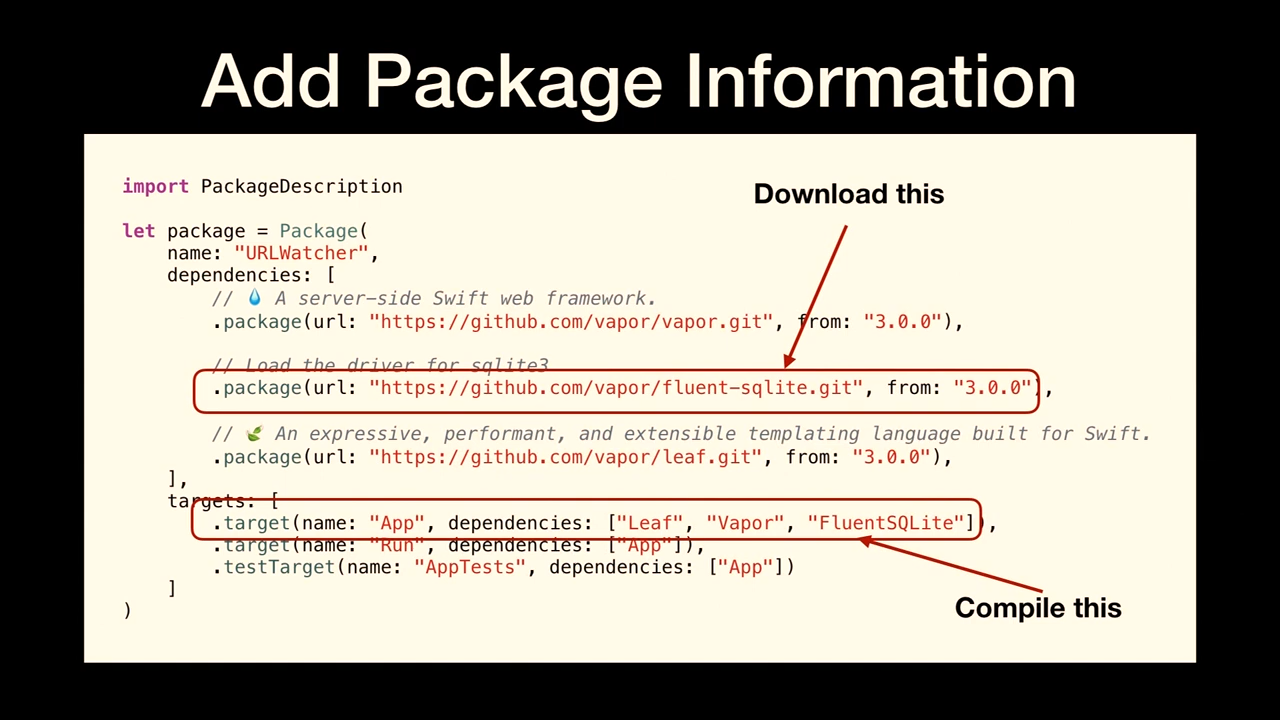 Add Package Information
import PackageDescription
Download this
let package = Package(
    name: "URLWatcher",
    dependencies: [
        // 💧 A server-side Swift web framework.
        .package(url: "https://github.com/vapor/vapor.git", from: "3.0.0"),
        // Load the driver for sqlite3
        .package(url: "https://github.com/vapor/fluent-sqlite.git", from: "3.0.0"),
        // 🍃 An expressive, performant, and extensible templating language built for Swift.
        .package(url: "https://github.com/vapor/leaf.git", from: "3.0.0"),
    ],
    targets: [
        .target(name: "App", dependencies: ["Leaf", "Vapor", "FluentSQLite"]),
        .target(name: "Run", dependencies: ["App"]),
        .testTarget(name: "AppTests", dependencies: ["App"])
    ]
)
Compile this